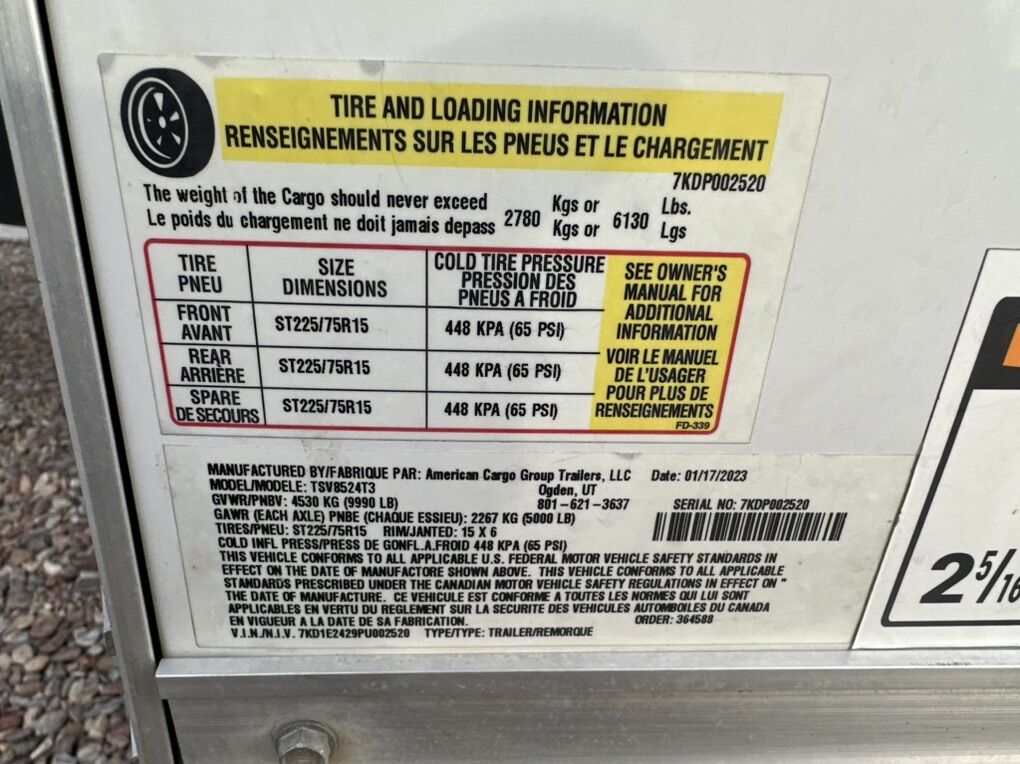 TIRE AND LOADING INFORMATION
RENSEIGNEMENTS SUR LES PNEUS ET LE CHARGEMENT
7KDP002520
The weight of the Cargo should never exceed 2780 Kgs or 6130 Lbs.
Le poids du chargement ne doit jamais depass Kgs or Lgs
TIRE PNEU SIZE DIMENSIONS COLD TIRE PRESSURE PRESSION DES PNEUS A FROID
FRONT AVANT ST225/75R15 448 KPA (65 PSI)
REAR ARRIÈRE ST225/75R15 448 KPA (65 PSI)
SPARE DE SECOURS ST225/75R15 448 KPA (65 PSI)
SEE OWNER'S
MANUAL FOR
ADDITIONAL
INFORMATION
VOIR LE MANUEL
DE L'USAGER
POUR PLUS DE
RENSEIGNEMENTS
FD-339
MANUFACTURED BY/FABRIQUE PAR: American Cargo Group Trailers, LLC Date: 01/17/2023
MODEL/MODELE: TSV8524T3 Ogden, UT
GVWR/PNBV: 4530 KG (9990 LB) 801-621-3637 SERIAL NO: 7KDP002520
GAWR (EACH AXLE) PNBE (CHAQUE ESSIEU): 2267 KG (5000 LB)
TIRES/PNEU: ST225/75R15 RIM/JANTED: 15 X 6
COLD INFL PRESS/PRESS DE GONFL.A.FROID 448 KPA (65 PSI)
THIS VEHICLE CONFORMS TO ALL APPLICABLE U.S. FEDERAL MOTOR VEHICLE SAFETY STANDARDS IN
EFFECT ON THE DATE OF MANUFACTORE SHOWN ABOVE. THIS VEHICLE CONFORMS TO ALL APPLICABLE
STANDARDS PRESCRIBED UNDER THE CANADIAN MOTOR VEHICLE SAFETY REGULATIONS IN EFFECT ON "
THE DATE OF MANUFACTURE. CE VEHICULE EST CONFORME A TOUTES LES NORMES QUI LUI SONT
APPLICABLES EN VERTU DU REGLEMENT SUR LA SECURITE DES VEHICULES AUTOMBOILES DU CANADA
EN VIGUEUR A LA DATE DE SA FABRICATION. ORDER: 364588
V.I.N./N.I.V. 7KD1E2429PU002520 TYPE/TYPE: TRAILER/REMORQUE
2 5/16